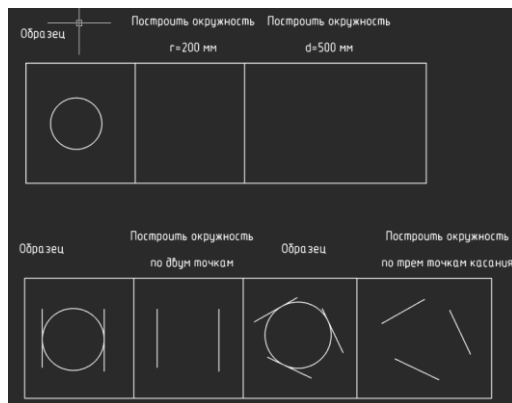 Образец
Построить окружность
r=200 мм
Построить окружность
d=500 мм
Образец
Построить окружность
по двум точкам
Образец
Построить окружность
по трем точкам касания